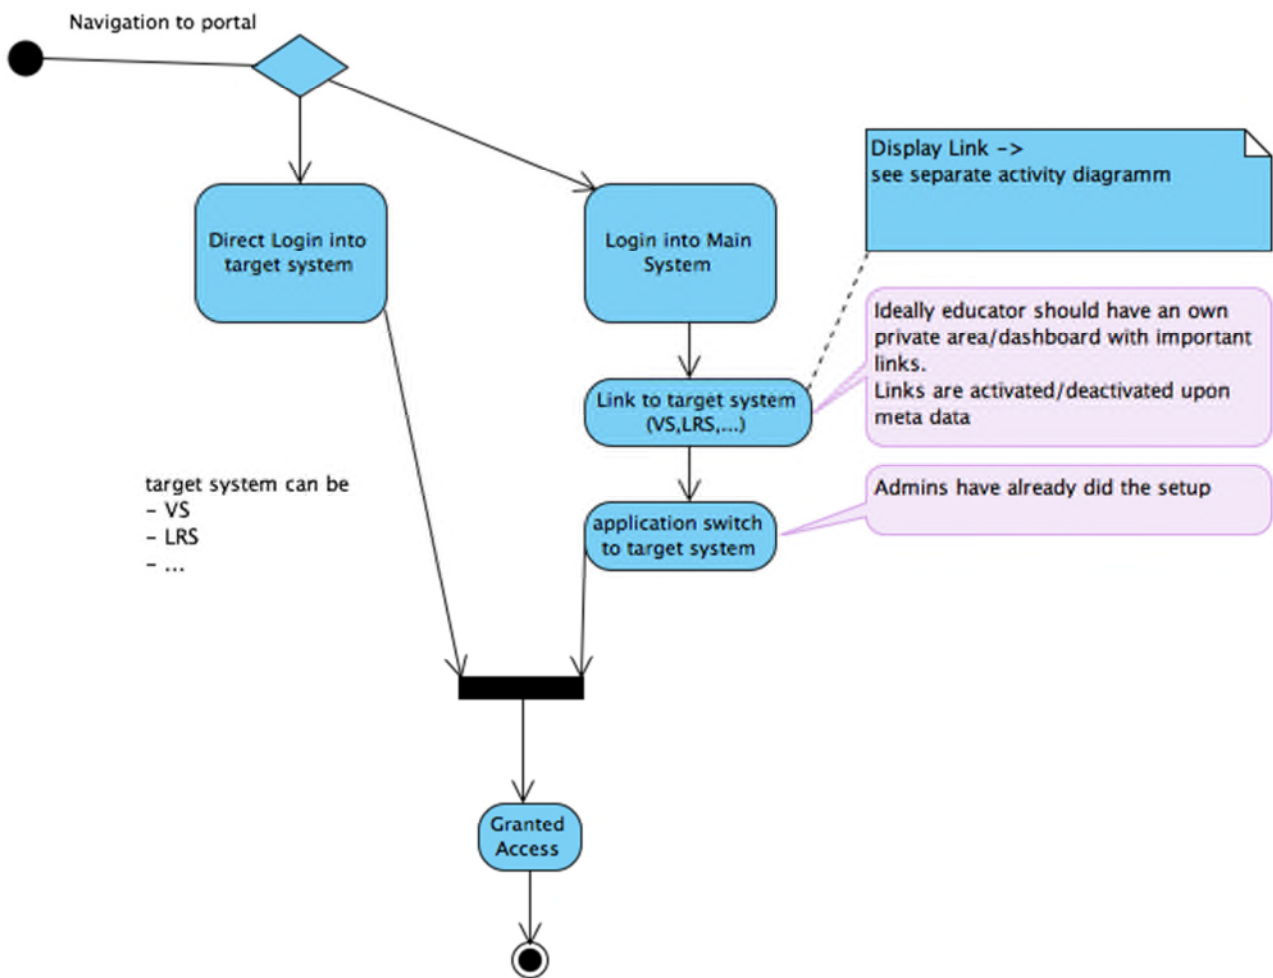 Navigation to portal
Display Link ->
see separate activity diagramm
Direct Login into
target system
Login into Main
System
Ideally educator should have an own
private area/dashboard with important
links.
Links are activated/deactivated upon
meta data
Link to target system
(VS,LRS,...)
target system can be
- VS
- LRS
- ...
Admins have already did the setup
application switch
to target system
Granted
Access